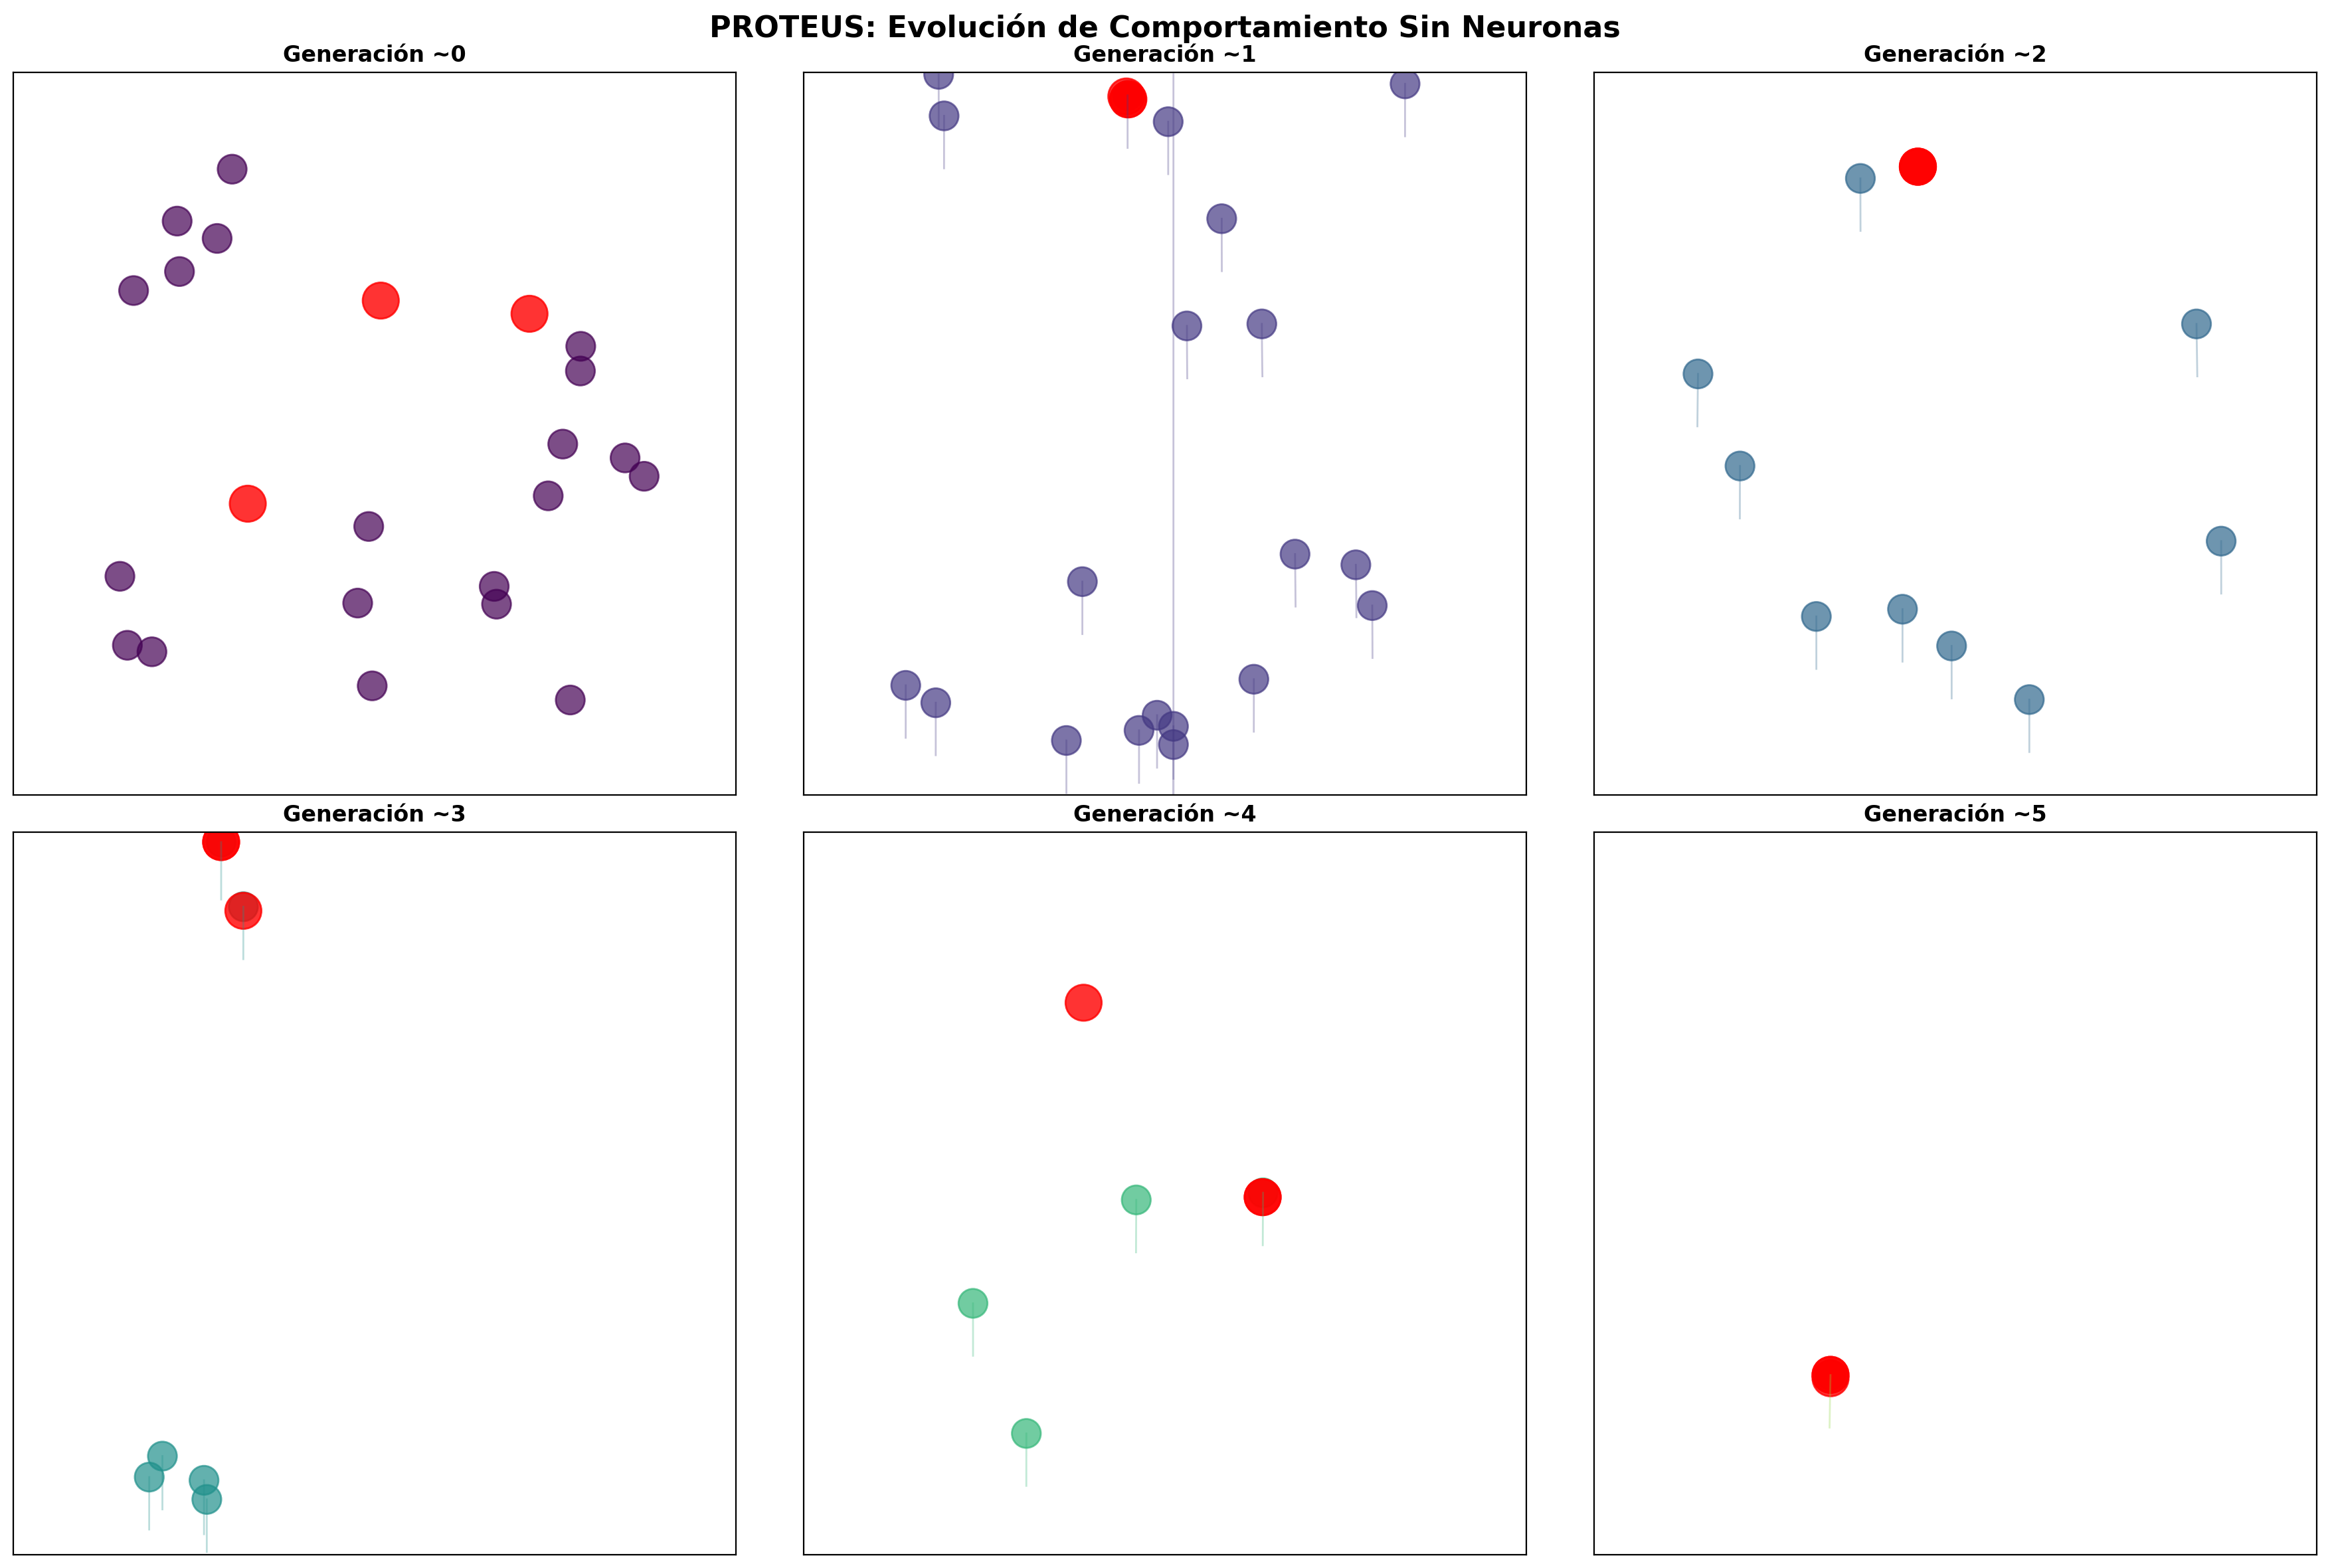 PROTEUS: Evolución de Comportamiento Sin Neuronas
Generación ~0
Generación ~1
Generación ~2
Generación ~3
Generación ~4
Generación ~5